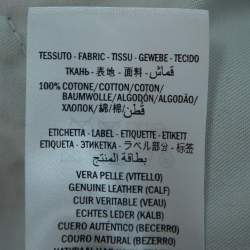 TESSUTO - FABRIC - TISSU - GEWEBE - TECIDO
ТКАНЬ - 表地 - 面料 - قماش
100% COTONE/COTTON/COTON/
BAUMWOLLE/ALGODÓN/ALGODÃO/
ХЛОПОК/綿/棉/ قطن
ETICHETTA - LABEL - ETIQUETTE - ETIKETT
ETIQUETA - ЭТИКЕТКА - ラベル部分 - 标签
بطاقة المنتج
VERA PELLE (VITELLO)
GENUINE LEATHER (CALF)
CUIR VERITABLE (VEAU)
ECHTES LEDER (KALB)
CUERO AUTÉNTICO (BECERRO)
COURO NATURAL (BEZERRO)